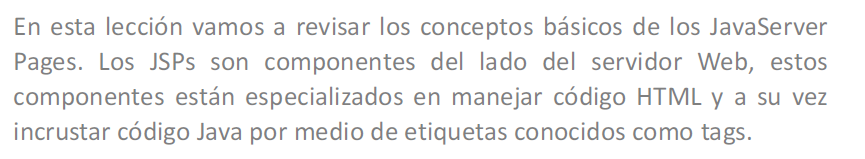 En esta lección vamos a revisar los conceptos básicos de los JavaServer
Pages. Los JSPs son componentes del lado del servidor Web, estos
componentes están especializados en manejar código HTML y a su vez
incrustar código Java por medio de etiquetas conocidos como tags.